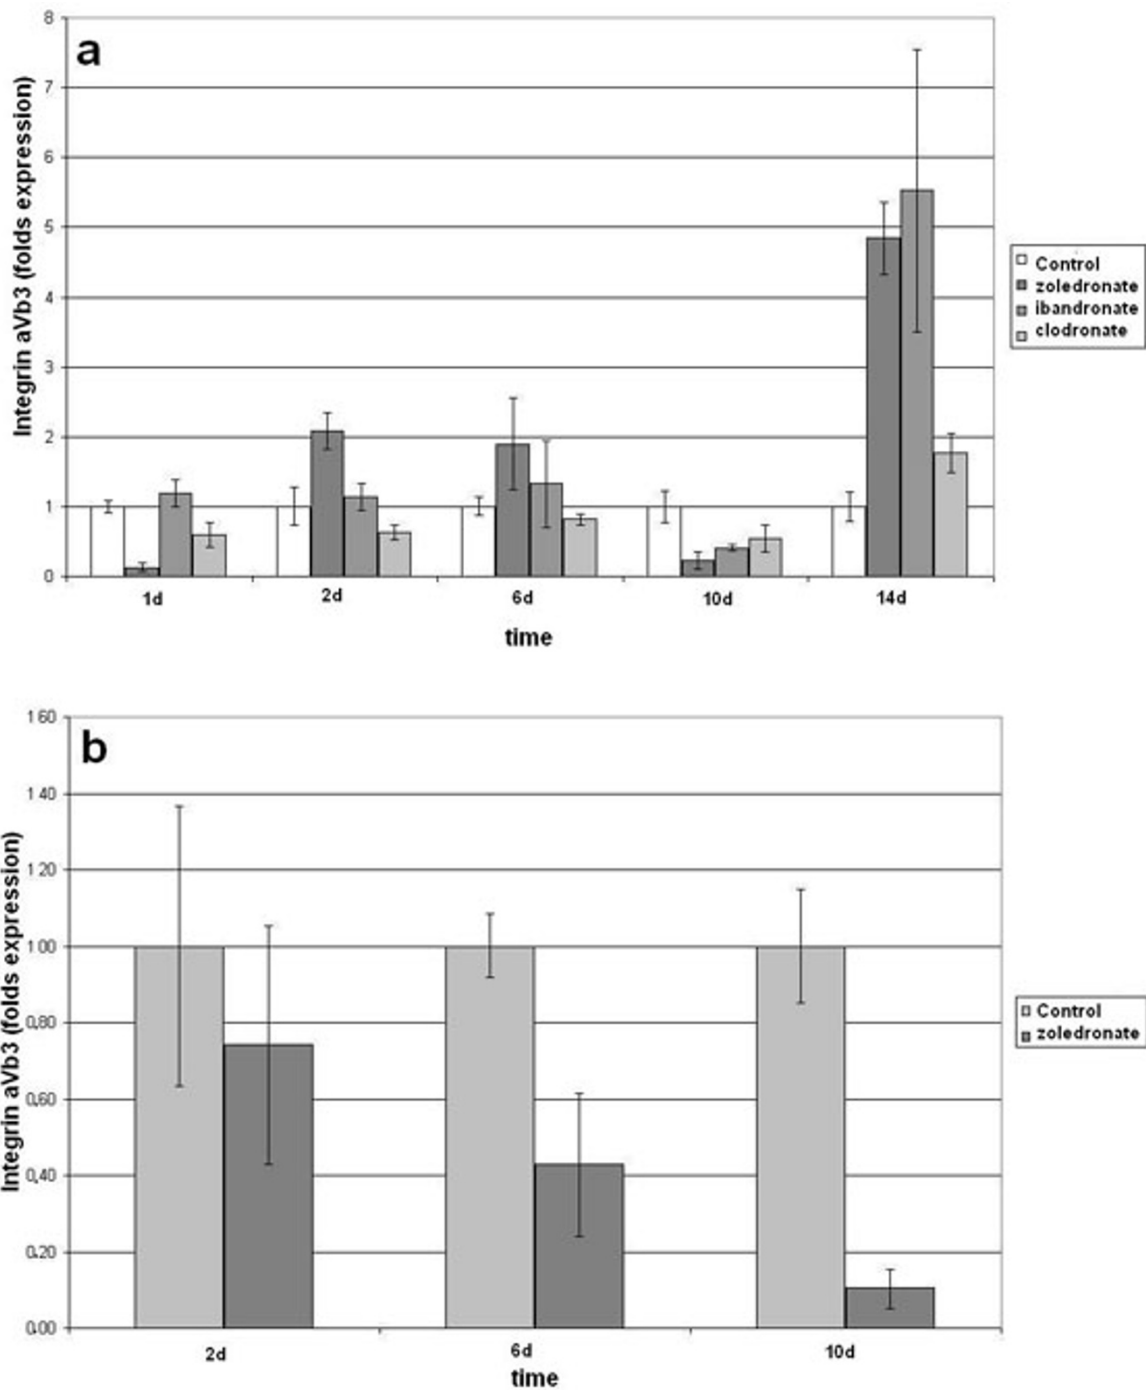 a
Integrin aVb3 (folds expression)
8
7
6
5
4
3
2
1
0
1d
2d
6d
10d
14d
time
Control
zoledronate
ibandronate
clodronate
b
Integrin aVb3 (folds expression)
1 60
1 40
1 20
1 00
0,80
0,60
0,40
0,20
0,00
2d
6d
10d
time
Control
zoledronate